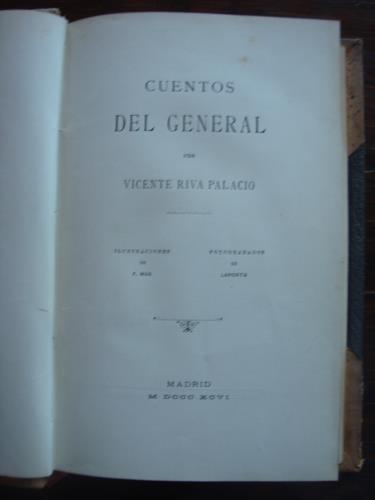 CUENTOS
DEL GENERAL
POR
VICENTE RIVA PALACIO
ILUSTRACIONES
DE
F. MAS
FOTOGRABADOS
DE
LAPORTA
MADRID
M DCCC XCVI